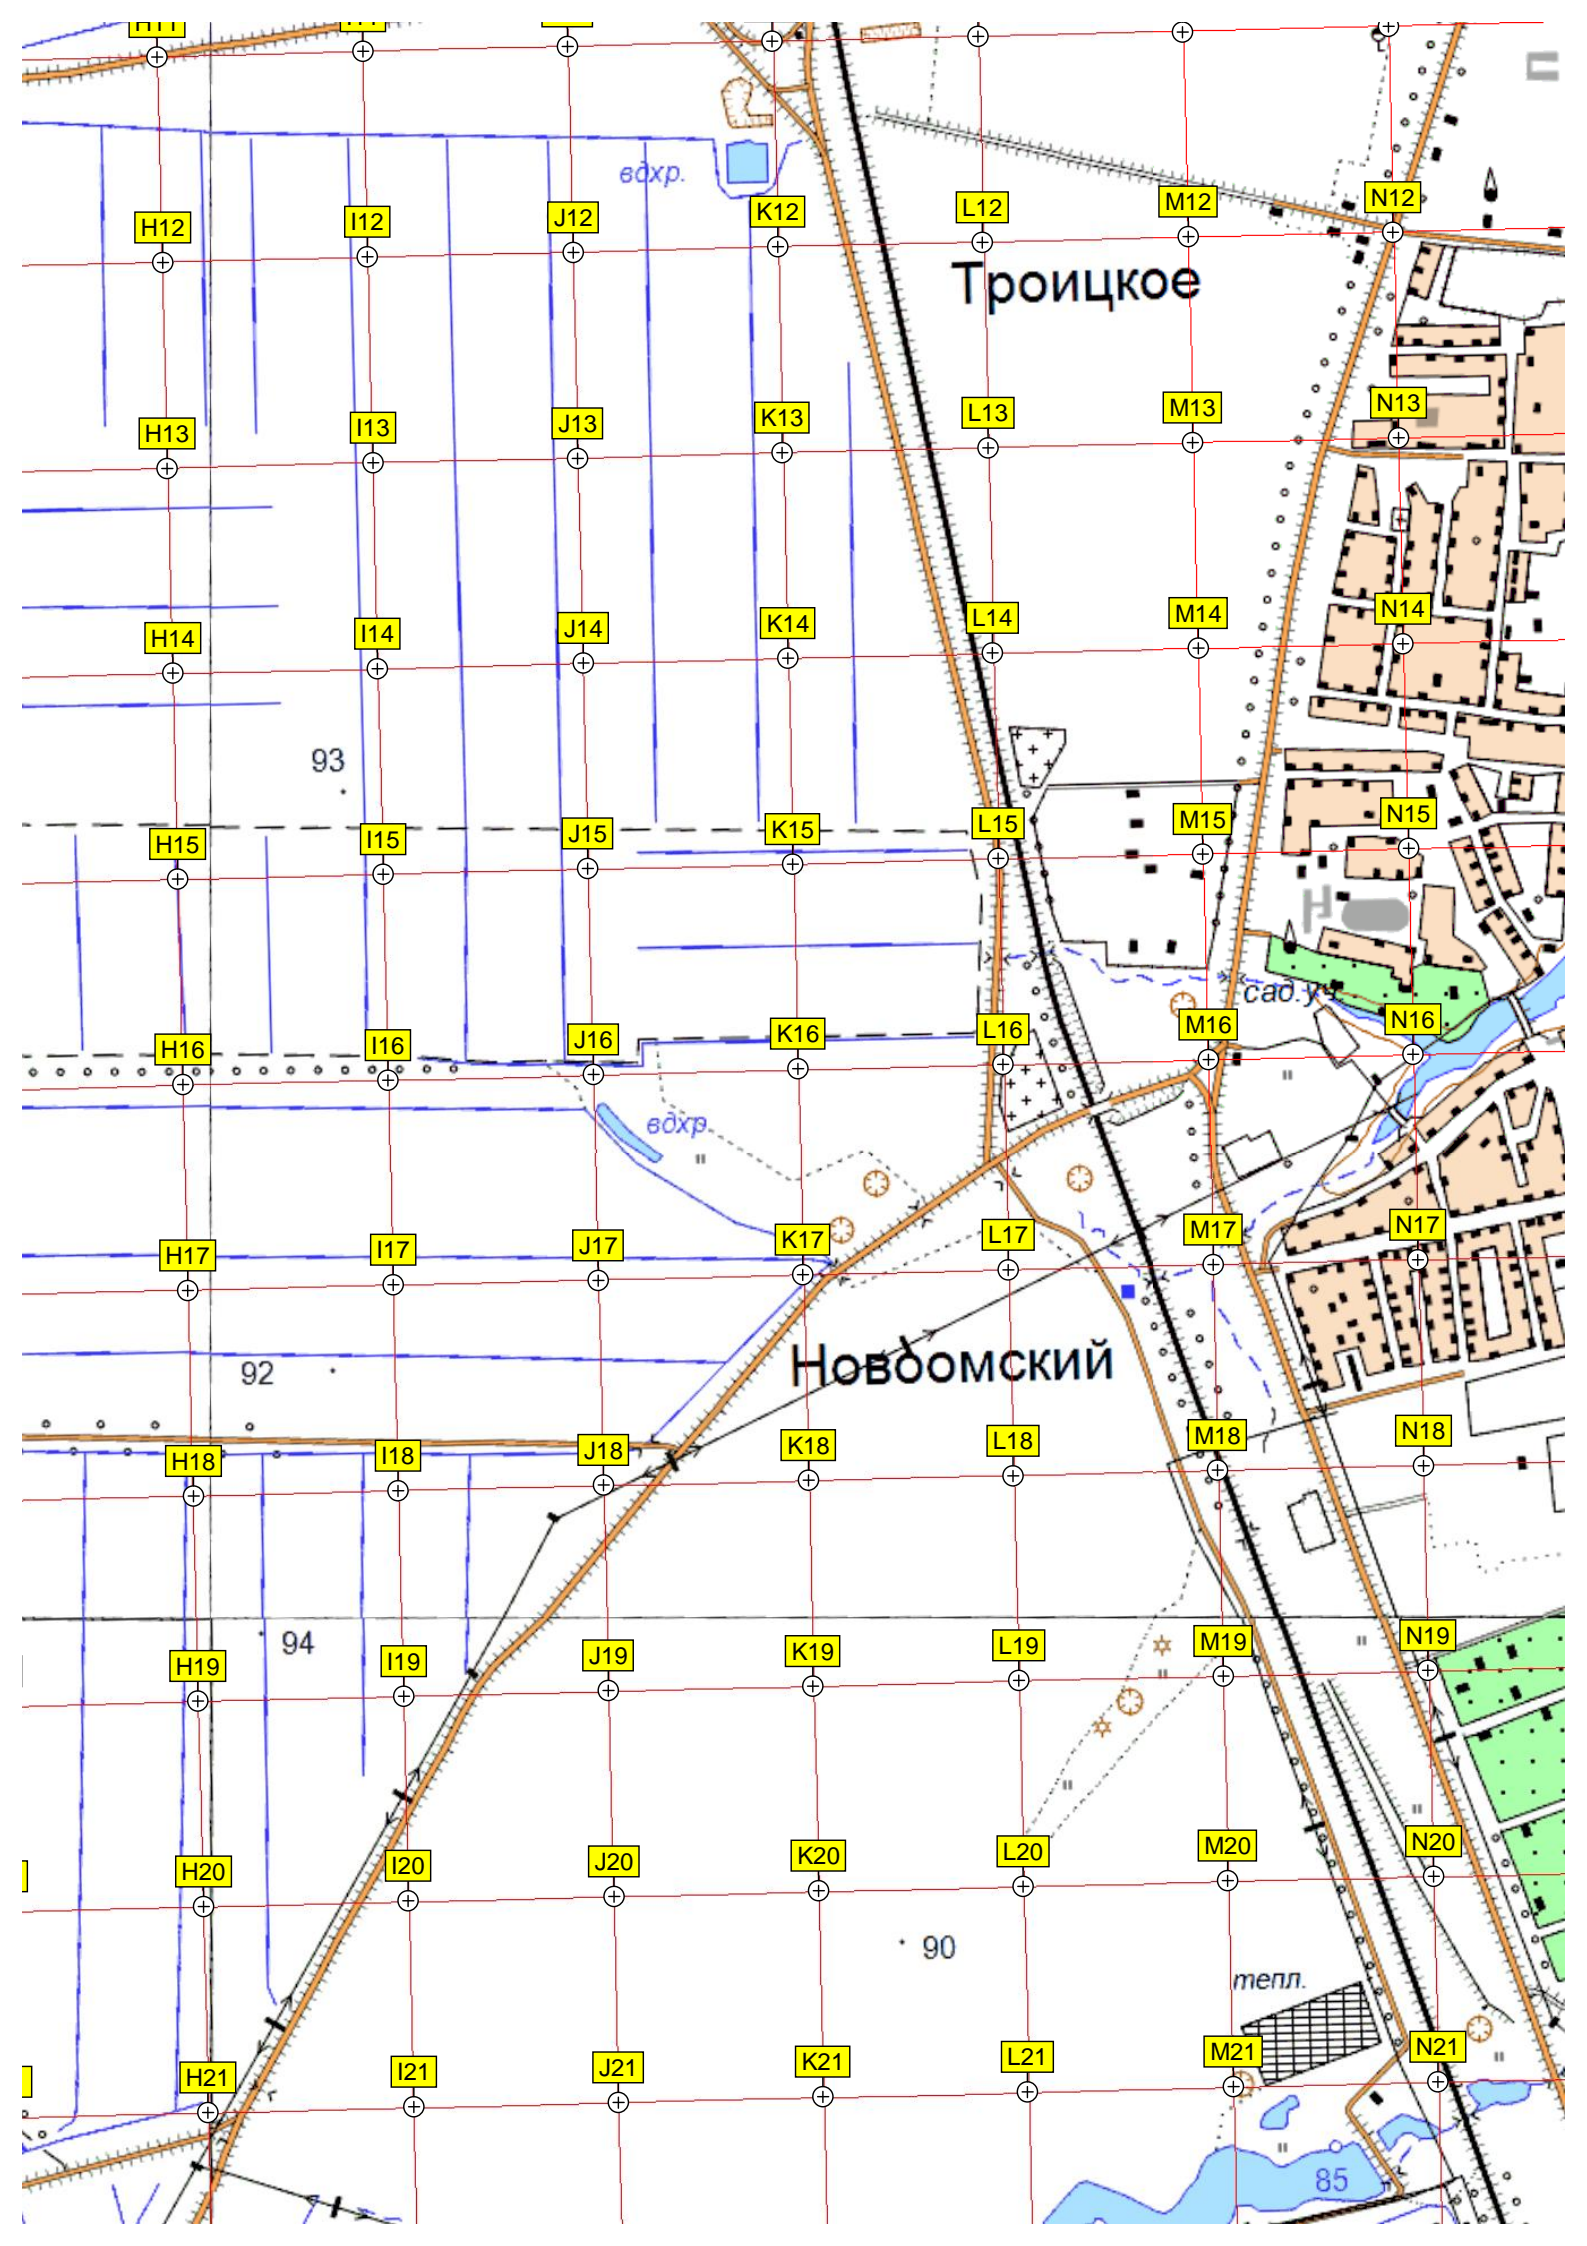 H11
вдхр.
H12 I12 J12 K12 L12 M12 N12
Троицкое
H13 I13 J13 K13 L13 M13 N13
H14 I14 J14 K14 L14 M14 N14
93
H15 I15 J15 K15 L15 M15 N15
сад.уч.
H16 I16 J16 K16 L16 M16 N16
вдхр.
H17 I17 J17 K17 L17 M17 N17
Новоомский
92
H18 I18 J18 K18 L18 M18 N18
94
H19 I19 J19 K19 L19 M19 N19
H20 I20 J20 K20 L20 M20 N20
90
тепл.
H21 I21 J21 K21 L21 M21 N21
85